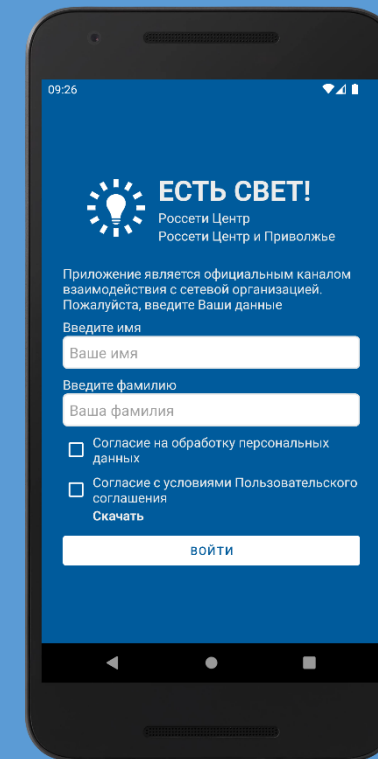 09:26
ЕСТЬ СВЕТ!
Россети Центр
Россети Центр и Приволжье
Приложение является официальным каналом
взаимодействия с сетевой организацией.
Пожалуйста, введите Ваши данные
Введите имя
Ваше имя
Введите фамилию
Ваша фамилия
Согласие на обработку персональных
данных
Согласие с условиями Пользовательского
соглашения
Скачать
ВОЙТИ